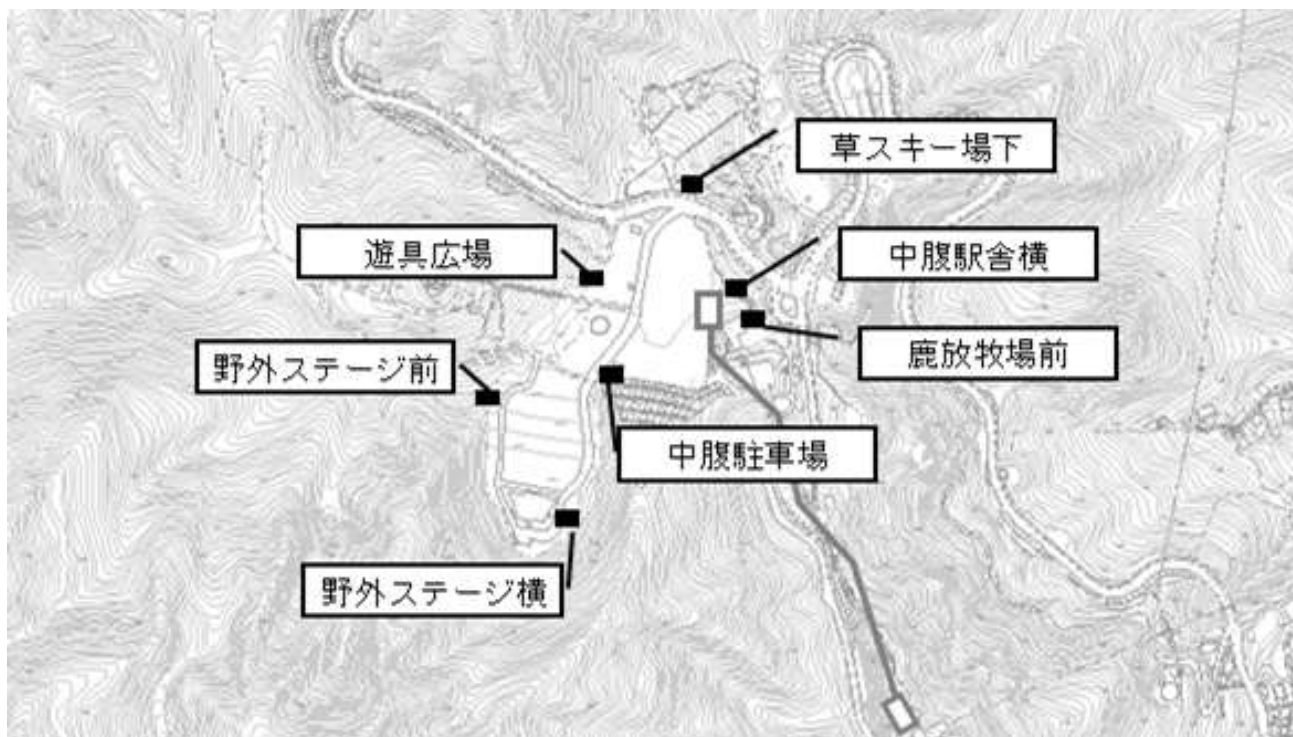 草スキー場下
遊具広場
中腹駅舎横
鹿放牧場前
野外ステージ前
中腹駐車場
野外ステージ横